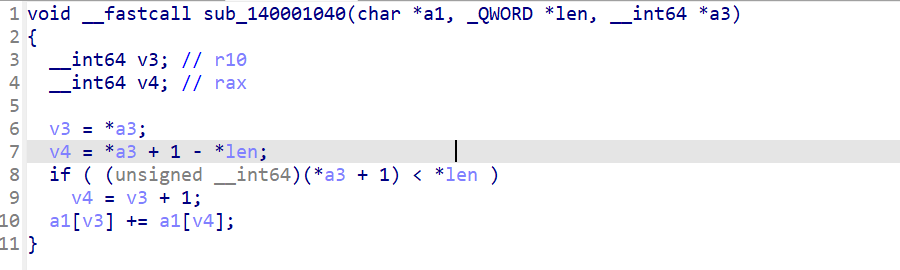 1 void __fastcall sub_140001040(char *a1, _QWORD *len, __int64 *a3)
2 {
3   __int64 v3; // r10
4   __int64 v4; // rax
5
6   v3 = *a3;
7   v4 = *a3 + 1 - *len;
8   if ( (unsigned __int64)(*a3 + 1) < *len )
9     v4 = v3 + 1;
10   a1[v3] += a1[v4];
11 }